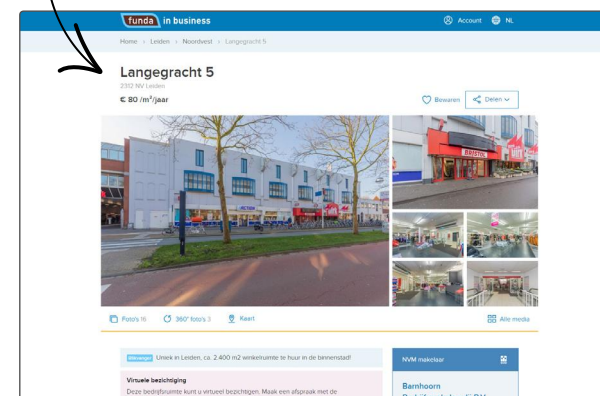 funda in business
Account NL
Home > Leiden > Noordvest > Langegracht 5
Langegracht 5
2312 NV Leiden
€ 80 /m²/jaar
Bewaren Delen
ACTION
BRISTOL
Foto's 16 360° foto's 3 Kaart Alle media
Uniek in Leiden, ca. 2.400 m2 winkelruimte te huur in de binnenstad!
NVM makelaar
Virtuele bezichtiging
Deze bedrijfsruimte kunt u virtueel bezichtigen. Maak een afspraak met de
Barnhoorn